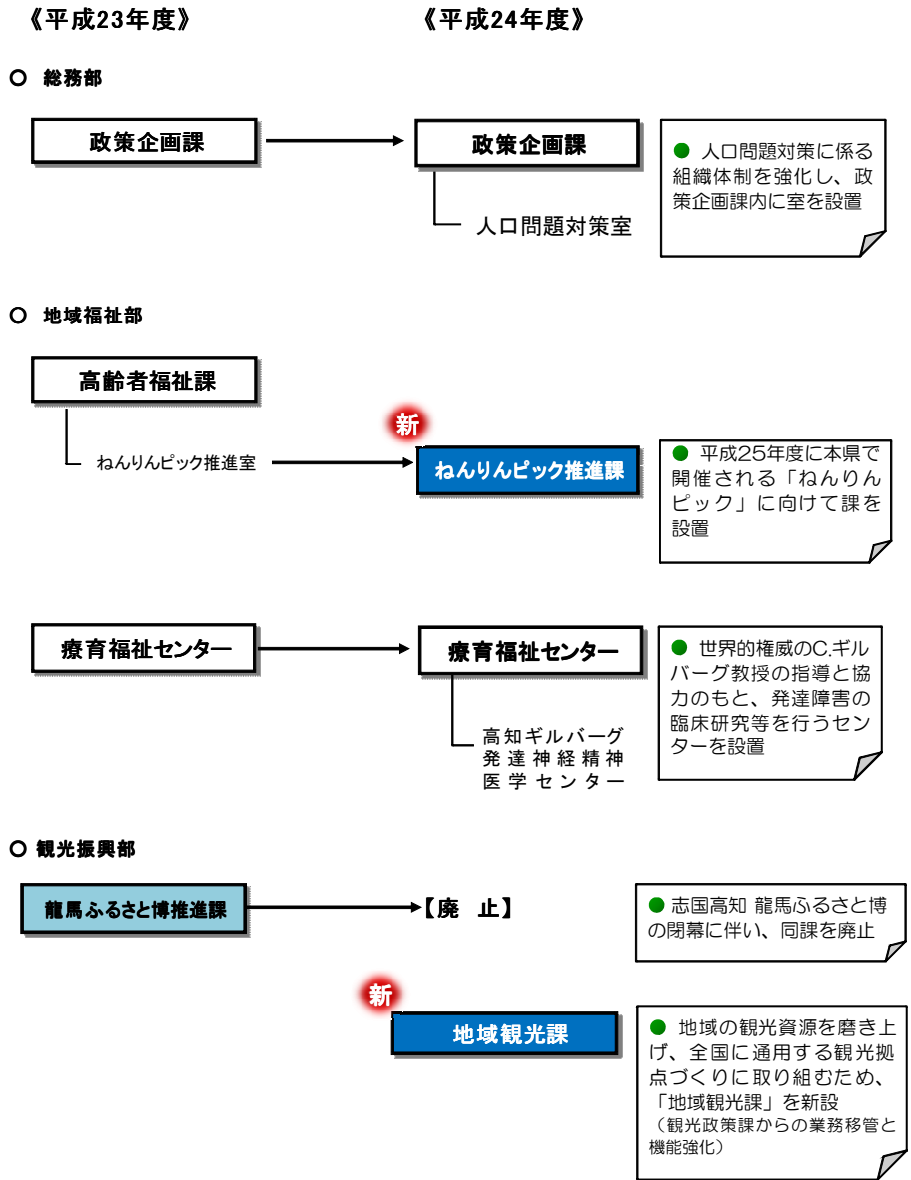 《平成23年度》
《平成24年度》
○ 総務部
政策企画課
政策企画課
人口問題対策室
● 人口問題対策に係る
組織体制を強化し、政
策企画課内に室を設置
○ 地域福祉部
高齢者福祉課
ねんりんピック推進室
新
ねんりんピック推進課
● 平成25年度に本県で
開催される「ねんりん
ピック」に向けて課を
設置
療育福祉センター
療育福祉センター
高知ギルバーグ
発達神経精神
医学センター
● 世界的権威のC.ギル
バーグ教授の指導と協
力のもと、発達障害の
臨床研究等を行うセン
ターを設置
○ 観光振興部
龍馬ふるさと博推進課
【廃 止】
● 志国高知 龍馬ふるさと博
の閉幕に伴い、同課を廃止
新
地域観光課
● 地域の観光資源を磨き上
げ、全国に通用する観光拠
点づくりに取り組むため、
「地域観光課」を新設
（観光政策課からの業務移管と
機能強化）